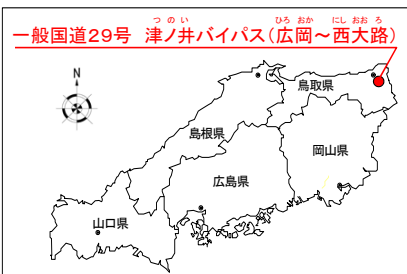 つ の い ひろ おか にし おお ろ
一般国道29号 津ノ井バイパス(広岡～西大路)
N
鳥取県
島根県
岡山県
広島県
山口県